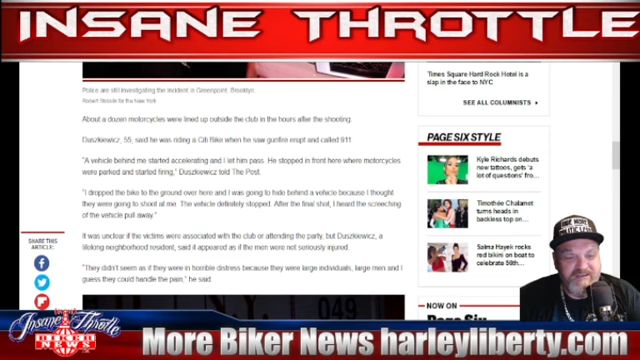 INSANE THROTTLE
Police are still investigating the incident in Greenpoint, Brooklyn.
Robert Stridiron for the New York
About a dozen motorcycles were lined up outside the club in the hours after the shooting.
Duszkiewicz, 55, said he was riding a Citi Bike when he saw gunfire erupt and called 911.
"A vehicle behind me started accelerating and I let him pass. He stopped in front here where motorcycles
were parked and started firing," Duszkiewicz told The Post.
"I dropped the bike to the ground over here and I was going to hide behind a vehicle because I thought
they were going to shoot at me. The vehicle definitely stopped. After the final shot, I heard the screeching
of the vehicle pull away."
It was unclear if the victims were associated with the club or attending the party, but Duszkiewicz, a
lifelong neighborhood resident, said it appeared as if the men were not seriously injured.
"They didn't seem as if they were in horrible distress because they were large individuals, large men and I
guess they could handle the pain," he said.
049
SHARE THIS
ARTICLE:
Times Square Hard Rock Hotel is a
slap in the face to NYC
SEE ALL COLUMNISTS
PAGE SIX STYLE
Kyle Richards debuts
new tattoos, gets 'a
lot of questions' fro...
Timothée Chalamet
turns heads in
backless top on...
Salma Hayek rocks
red bikini on boat to
celebrate 56th...
NOW ON
Page Six
Insane Throttle
BIKER
NEWS
More Biker News harleyliberty.com